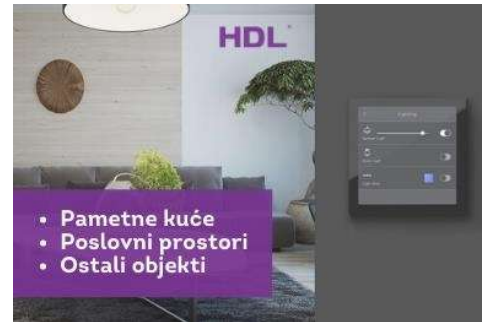 HDL
Lighting
• Pametne kuće
• Poslovni prostori
• Ostali objekti